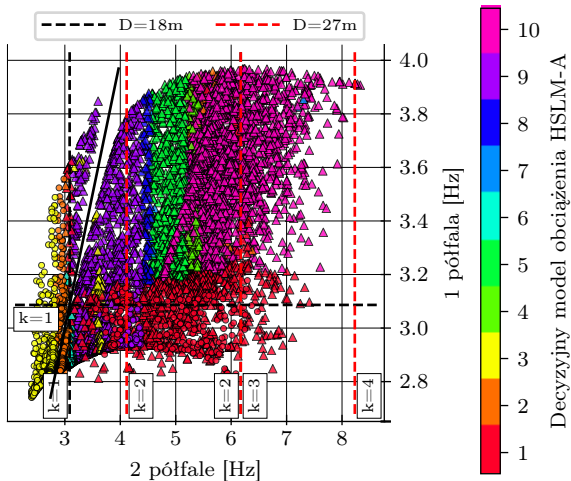 D=18m D=27m
4.0
3.8
3.6
3.4
3.2
3.0
2.8
1 półfala [Hz]
k=1
k=1 k=2 k=2 k=3 k=4
3 4 5 6 7 8
2 półfale [Hz]
10
9
8
7
6
5
4
3
2
1
Decyzyjny model obciążenia HSLM-A